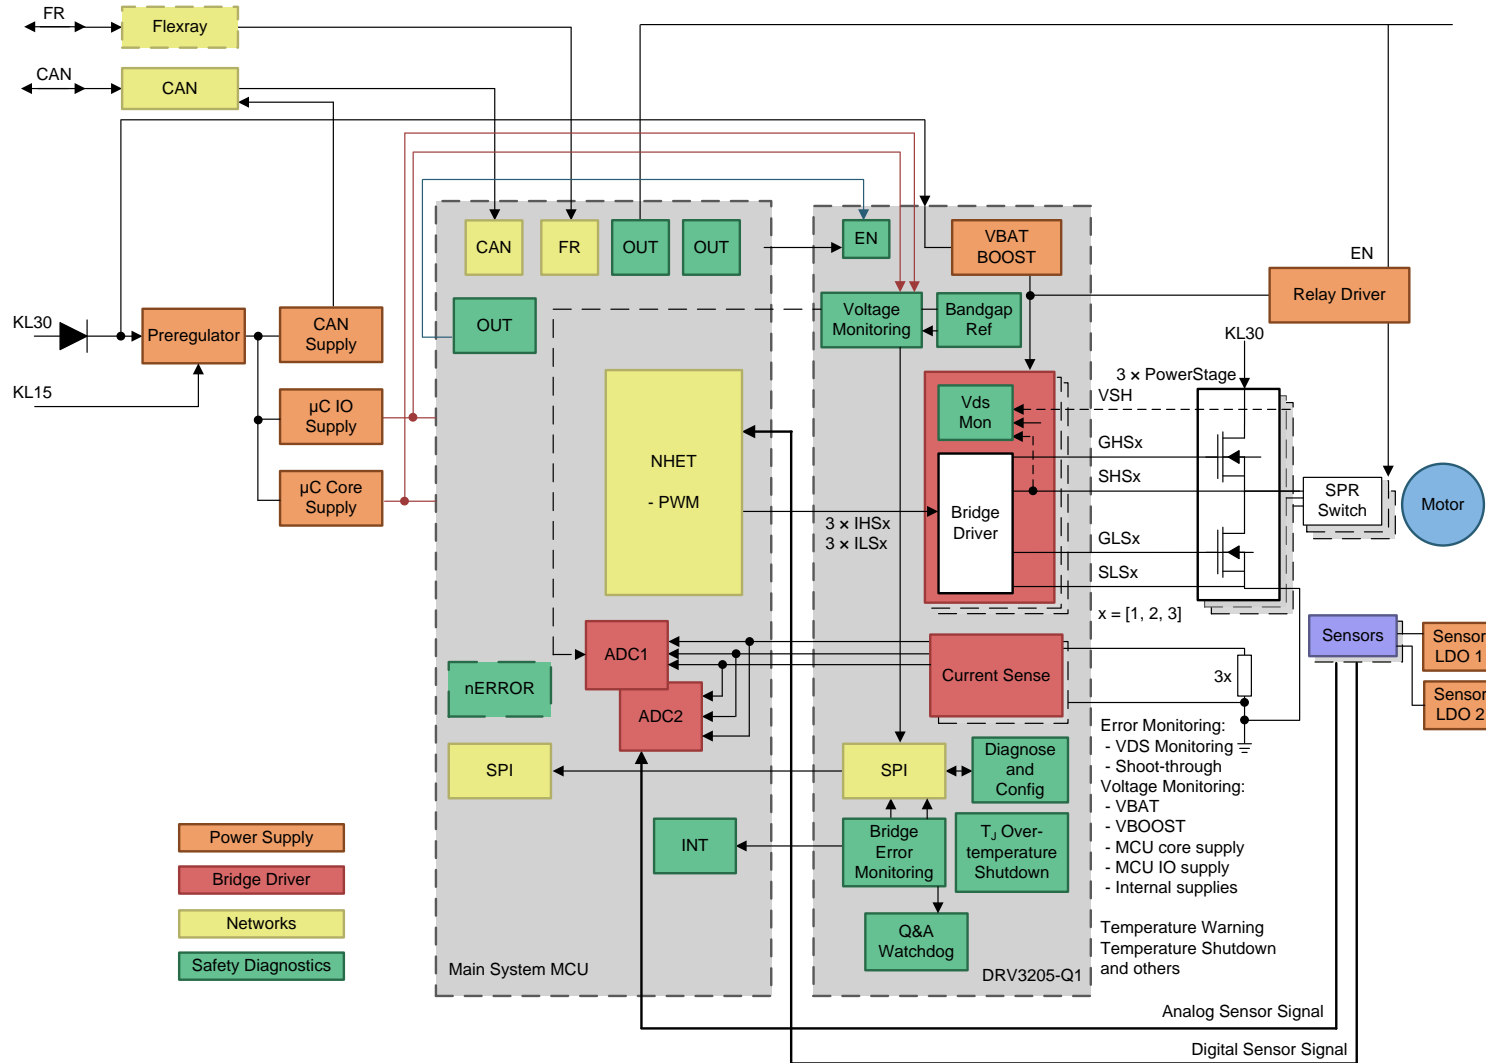 FR
Flexray
CAN
CAN
CAN
FR
OUT
OUT
EN
VBAT
BOOST
EN
Relay Driver
KL30
Preregulator
CAN
Supply
OUT
Voltage
Monitoring
Bandgap
Ref
KL30
KL15
µC IO
Supply
3 × PowerStage
VSH
Vds
Mon
GHSx
NHET
- PWM
µC Core
Supply
SHSx
SPR
Switch
Motor
3 × IHSx
3 × ILSx
Bridge
Driver
GLSx
SLSx
x = [1, 2, 3]
Sensors
Sensor
LDO 1
Sensor
LDO 2
ADC1
ADC2
nERROR
Current Sense
3x
Error Monitoring:
- VDS Monitoring
- Shoot-through
Voltage Monitoring:
- VBAT
- VBOOST
- MCU core supply
- MCU IO supply
- Internal supplies
Temperature Warning
Temperature Shutdown
and others
SPI
SPI
Diagnose
and
Config
INT
Bridge
Error
Monitoring
TJ Over-
temperature
Shutdown
Q&A
Watchdog
Power Supply
Bridge Driver
Networks
Safety Diagnostics
Main System MCU
DRV3205-Q1
Analog Sensor Signal
Digital Sensor Signal